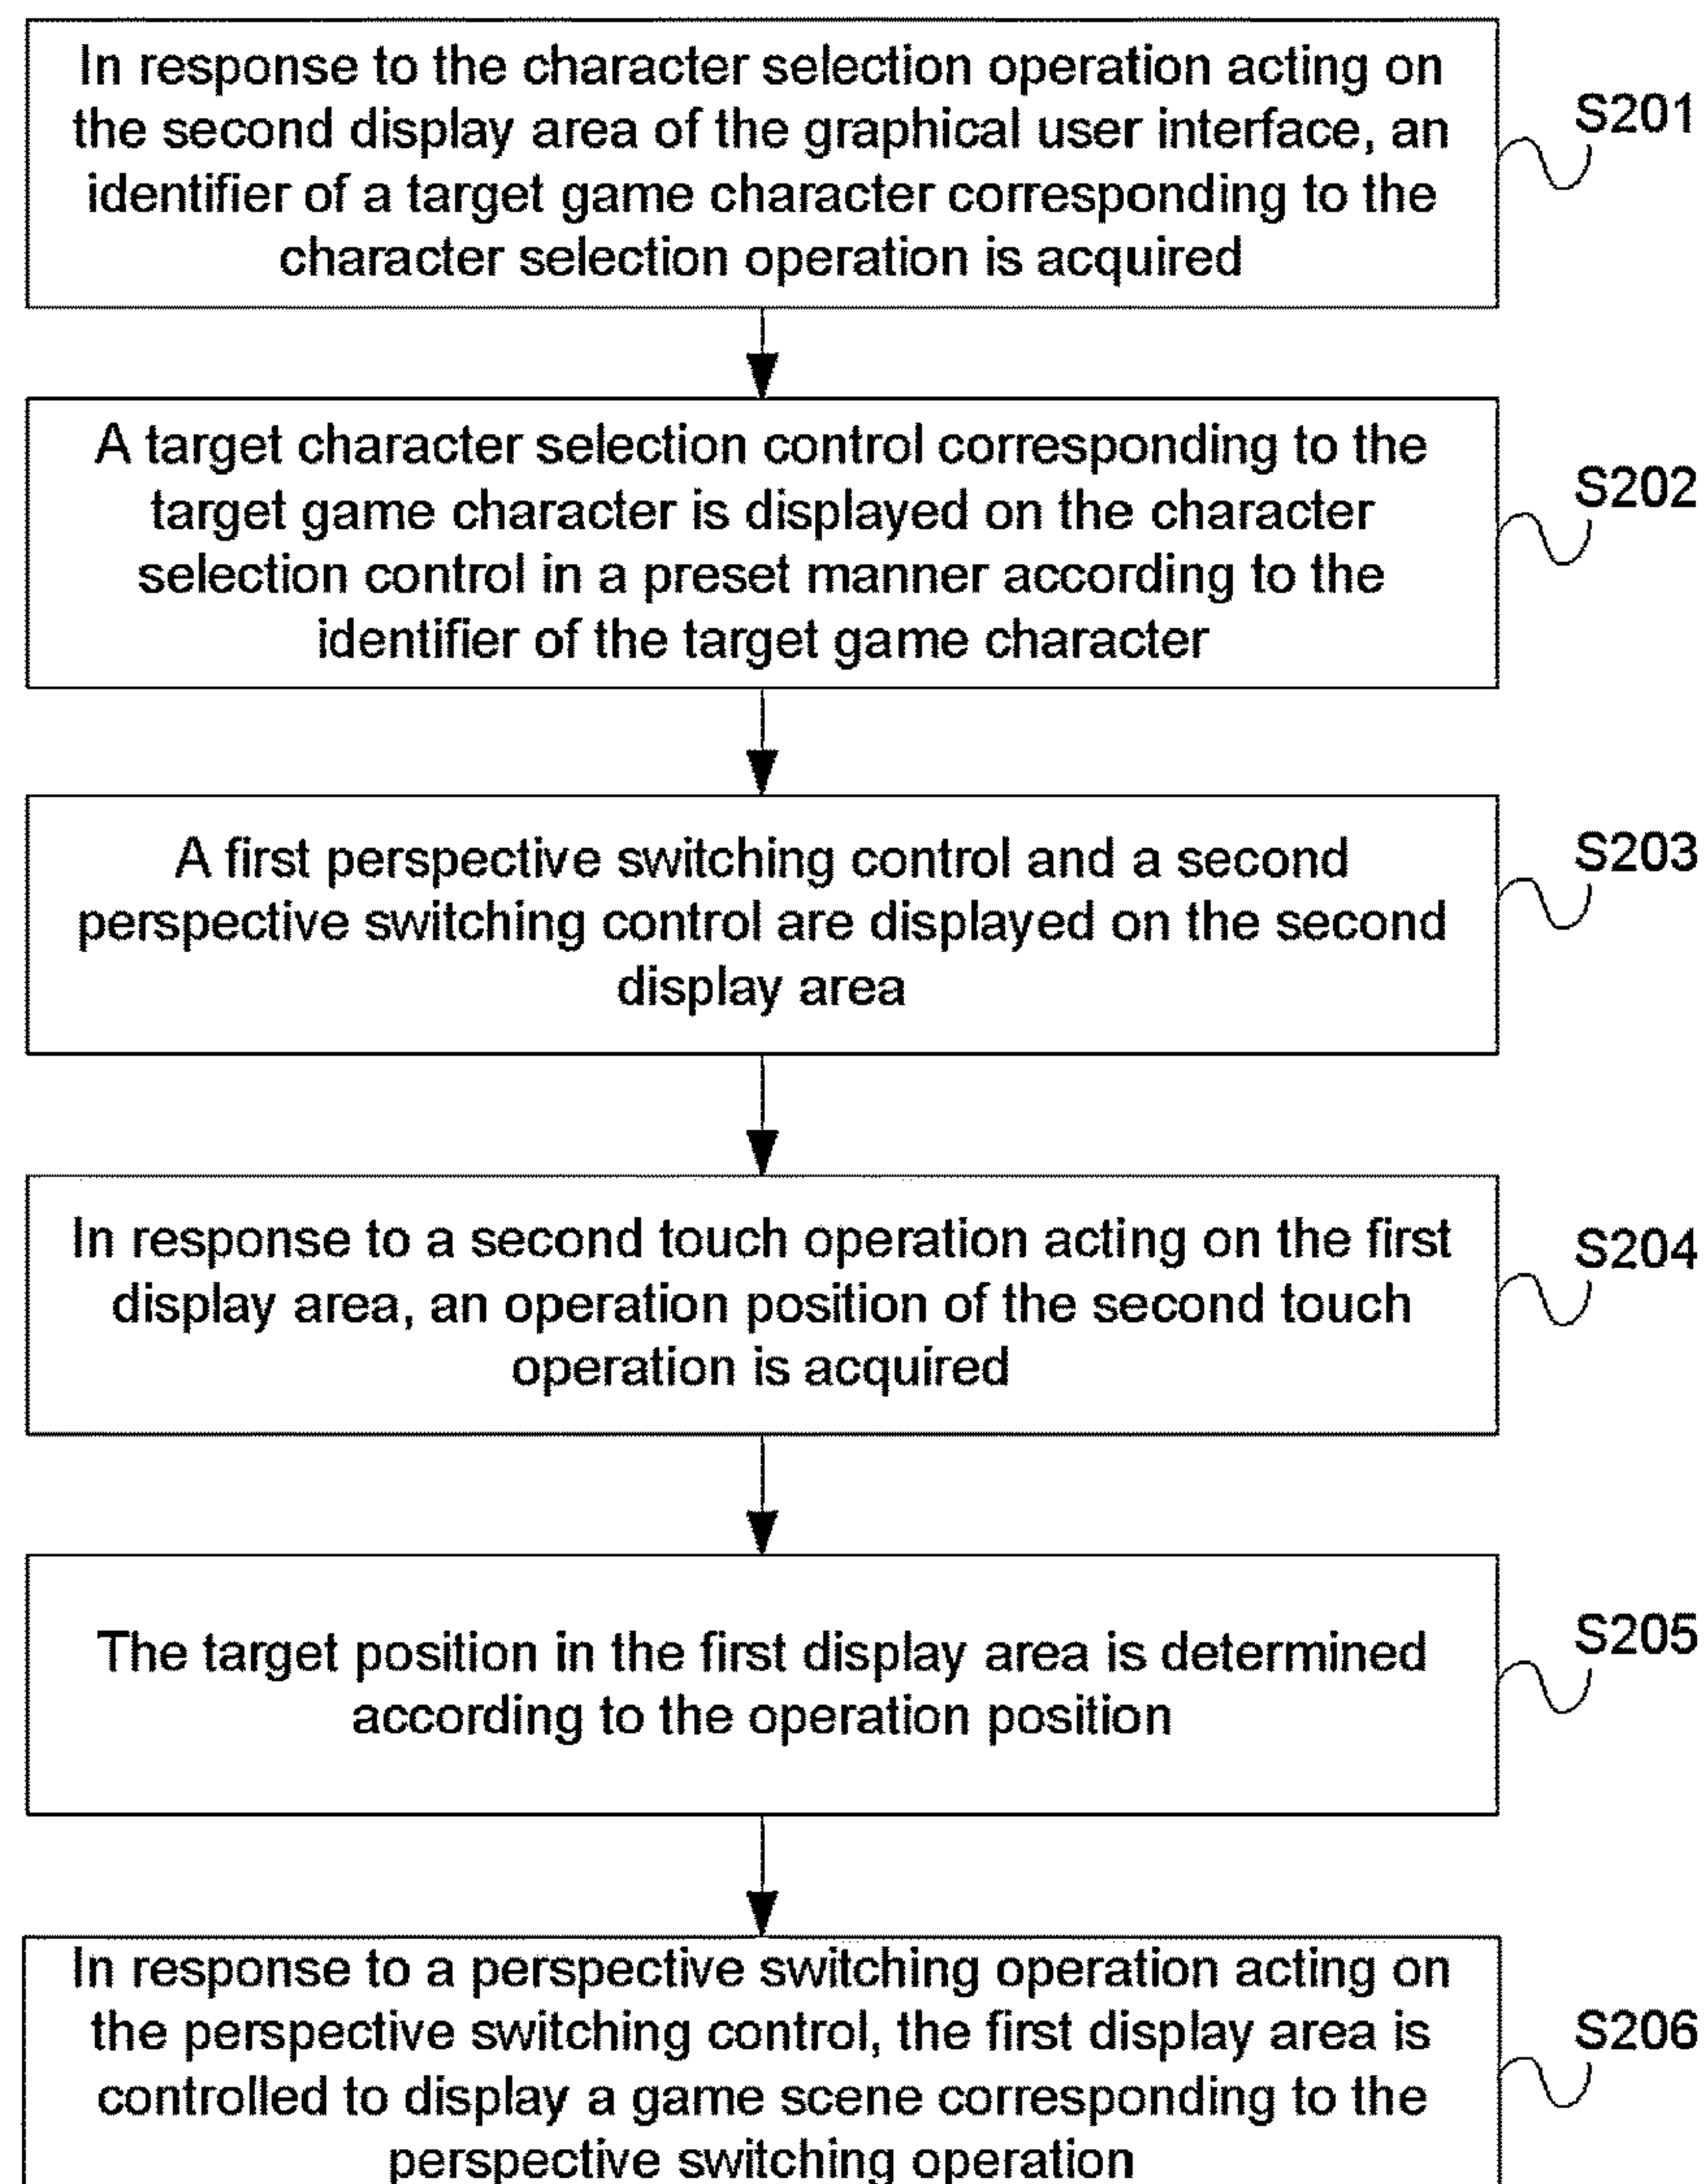 In response to the character selection operation acting on
the second display area of the graphical user interface, an
identifier of a target game character corresponding to the
character selection operation is acquired
S201
A target character selection control corresponding to the
target game character is displayed on the character
selection control in a preset manner according to the
identifier of the target game character
S202
A first perspective switching control and a second
perspective switching control are displayed on the second
display area
S203
In response to a second touch operation acting on the first
display area, an operation position of the second touch
operation is acquired
S204
The target position in the first display area is determined
according to the operation position
S205
In response to a perspective switching operation acting on
the perspective switching control, the first display area is
controlled to display a game scene corresponding to the
perspective switching operation
S206